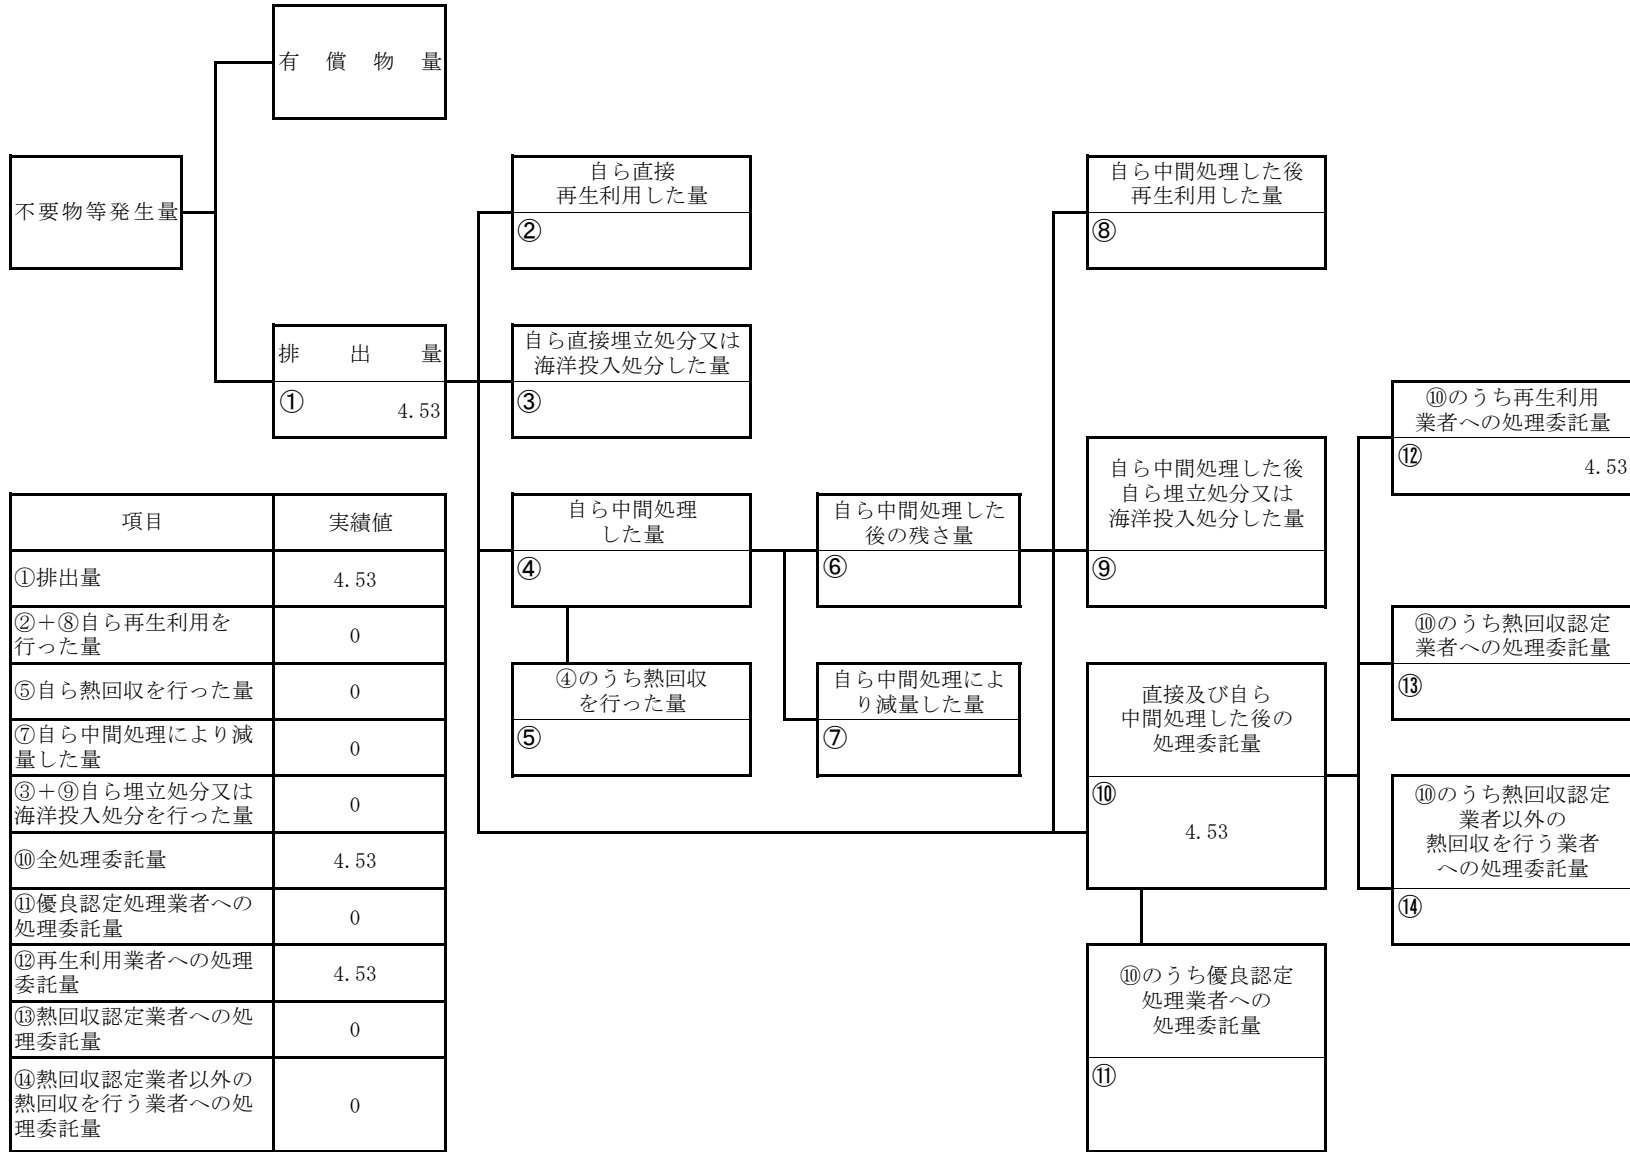 有償物量
不要物等発生量
排出量
①
4.53
自ら直接
再生利用した量
②
自ら直接埋立処分又は
海洋投入処分した量
③
自ら中間処理
した量
④
④のうち熱回収
を行った量
⑤
自ら中間処理した
後の残さ量
⑥
自ら中間処理によ
り減量した量
⑦
自ら中間処理した後
再生利用した量
⑧
自ら中間処理した後
自ら埋立処分又は
海洋投入処分した量
⑨
直接及び自ら
中間処理した後の
処理委託量
⑩
4.53
⑩のうち優良認定
処理業者への
処理委託量
⑪
⑩のうち再生利用
業者への処理委託量
⑫
4.53
⑩のうち熱回収認定
業者への処理委託量
⑬
⑩のうち熱回収認定
業者以外の
熱回収を行う業者
への処理委託量
⑭
項目 実績値
①排出量 4.53
②+⑧自ら再生利用を
行った量 0
⑤自ら熱回収を行った量 0
⑦自ら中間処理により減
量した量 0
③+⑨自ら埋立処分又は
海洋投入処分を行った量 0
⑩全処理委託量 4.53
⑪優良認定処理業者への
処理委託量 0
⑫再生利用業者への処理
委託量 4.53
⑬熱回収認定業者への処
理委託量 0
⑭熱回収認定業者以外の
熱回収を行う業者への処
理委託量 0